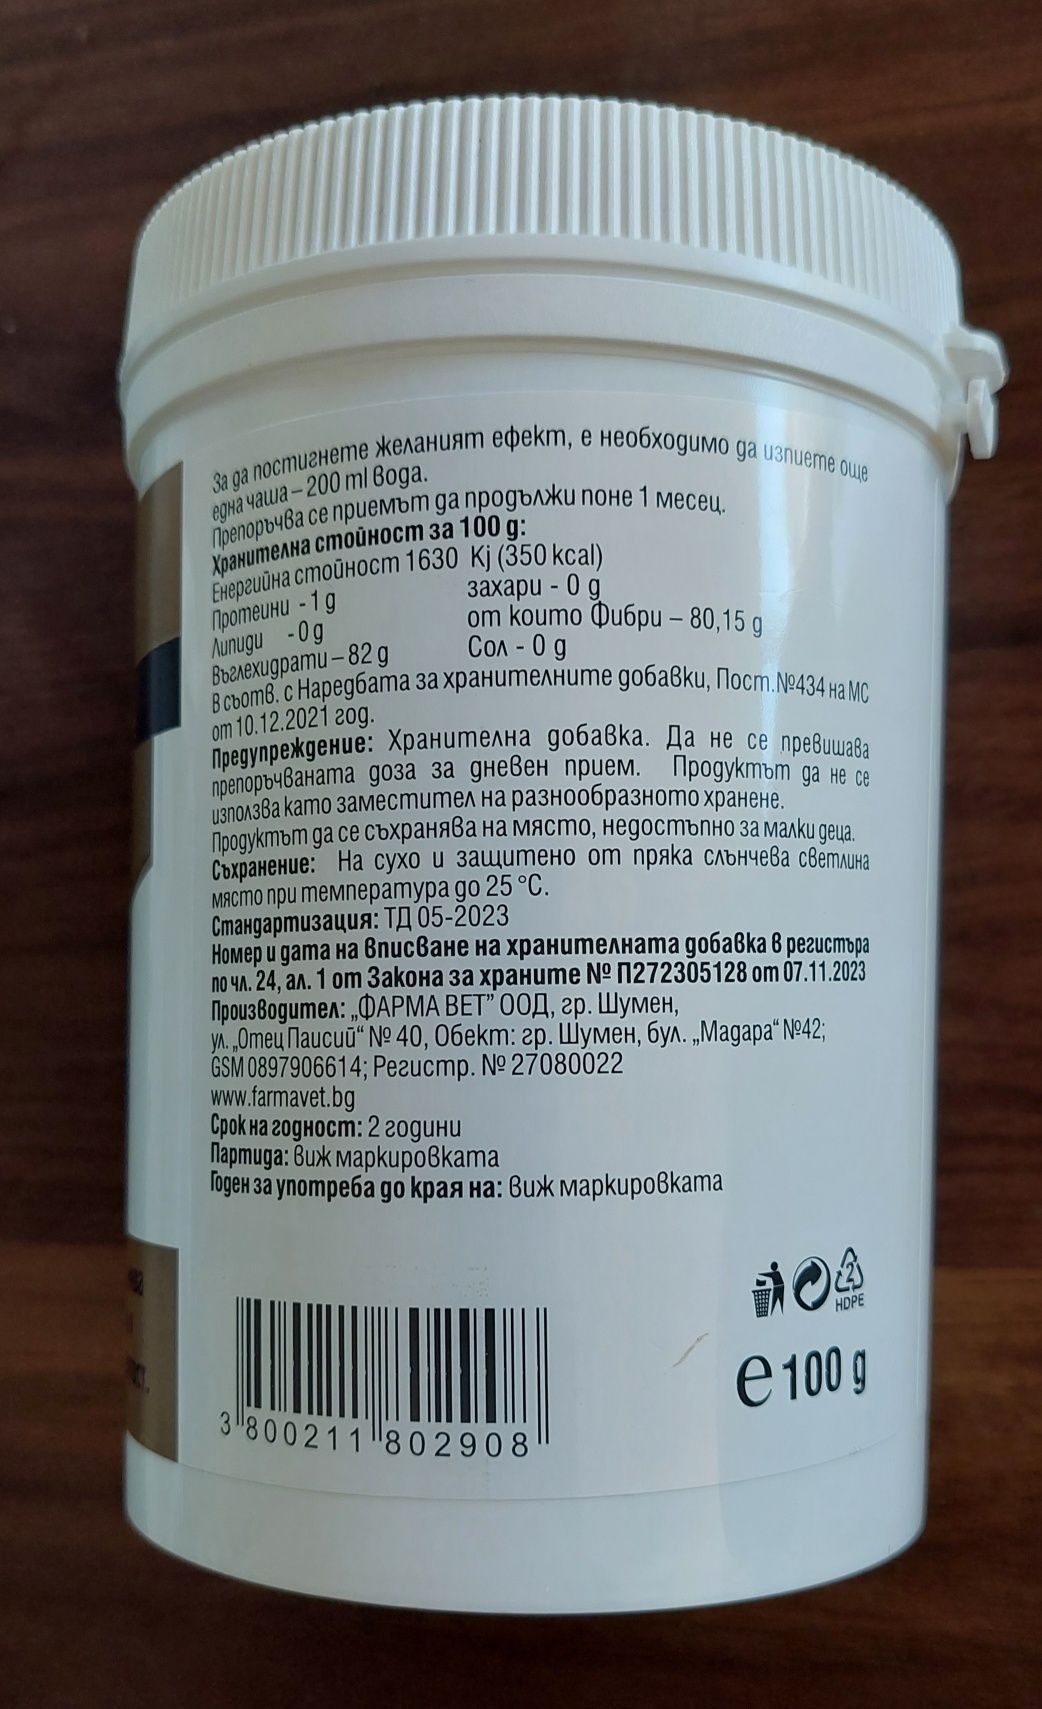 За да постигнете желаният ефект, е необходимо да изпиете още
една чаша – 200 ml вода.
Препоръчва се приемът да продължи поне 1 месец.
Хранителна стойност за 100 g:
Енергийна стойност 1630 Kj (350 kcal)
Протеини - 1 g захари - 0 g
Липиди - 0 g от които Фибри – 80,15 g
Въглехидрати – 82 g Сол - 0 g
В съотв. с Наредбата за хранителните добавки, Пост.№434 на МС
от 10.12.2021 год.
Предупреждение: Хранителна добавка. Да не се превишава
препоръчваната доза за дневен прием. Продуктът да не се
използва като заместител на разнообразното хранене.
Продуктът да се съхранява на място, недостъпно за малки деца.
Съхранение: На сухо и защитено от пряка слънчева светлина
място при температура до 25 °C.
Стандартизация: ТД 05-2023
Номер и дата на вписване на хранителната добавка в регистъра
по чл. 24, ал. 1 от Закона за храните № П272305128 от 07.11.2023
Производител: „ФАРМА ВЕТ” ООД, гр. Шумен,
ул. „Отец Паисий“ № 40, Обект: гр. Шумен, бул. „Мадара“ №42;
GSM 0897906614; Регистр. № 27080022
www.farmavet.bg
Срок на годност: 2 години
Партида: виж маркировката
Годен за употреба до края на: виж маркировката
2
HDPE
e 100 g
3 800211 802908